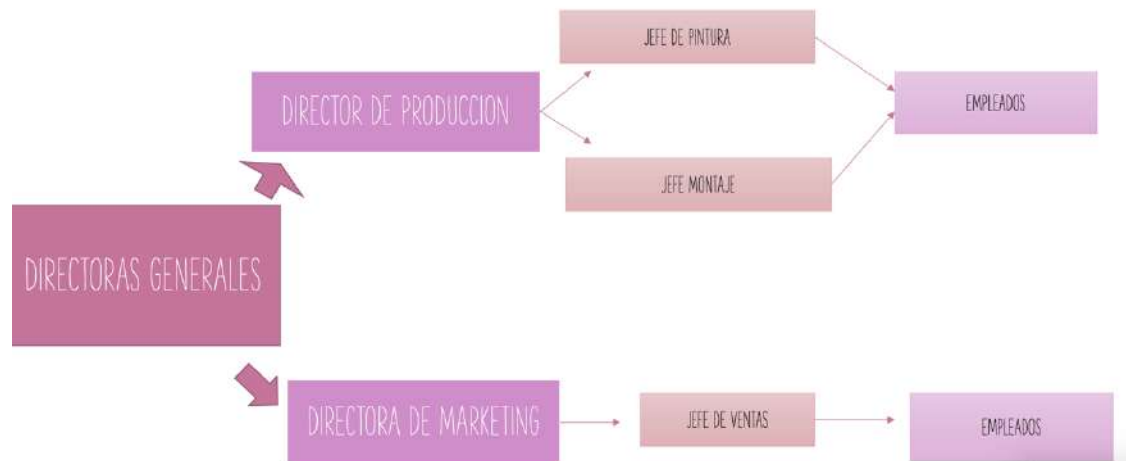 JEFE DE PINTURA
DIRECTOR DE PRODUCCION
EMPLEADOS
JEFE MONTAJE
DIRECTORAS GENERALES
DIRECTORA DE MARKETING
JEFE DE VENTAS
EMPLEADOS